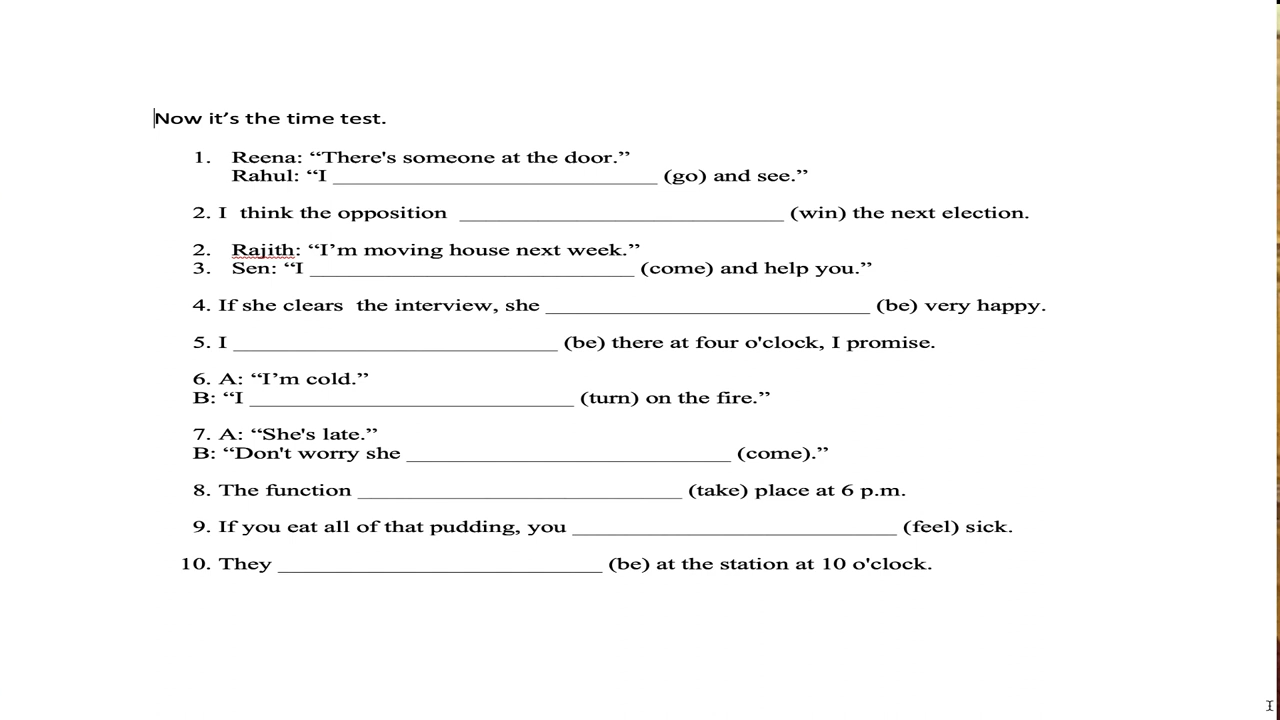 Now it’s the time test.
1. Reena: “There's someone at the door.”
Rahul: “I ______________________________ (go) and see.”
2. I think the opposition ______________________________ (win) the next election.
2. Rajith: “I’m moving house next week.”
3. Sen: “I ______________________________ (come) and help you.”
4. If she clears the interview, she ______________________________ (be) very happy.
5. I ______________________________ (be) there at four o'clock, I promise.
6. A: “I’m cold.”
B: “I ______________________________ (turn) on the fire.”
7. A: “She's late.”
B: “Don't worry she ______________________________ (come).”
8. The function ______________________________ (take) place at 6 p.m.
9. If you eat all of that pudding, you ______________________________ (feel) sick.
10. They ______________________________ (be) at the station at 10 o'clock.